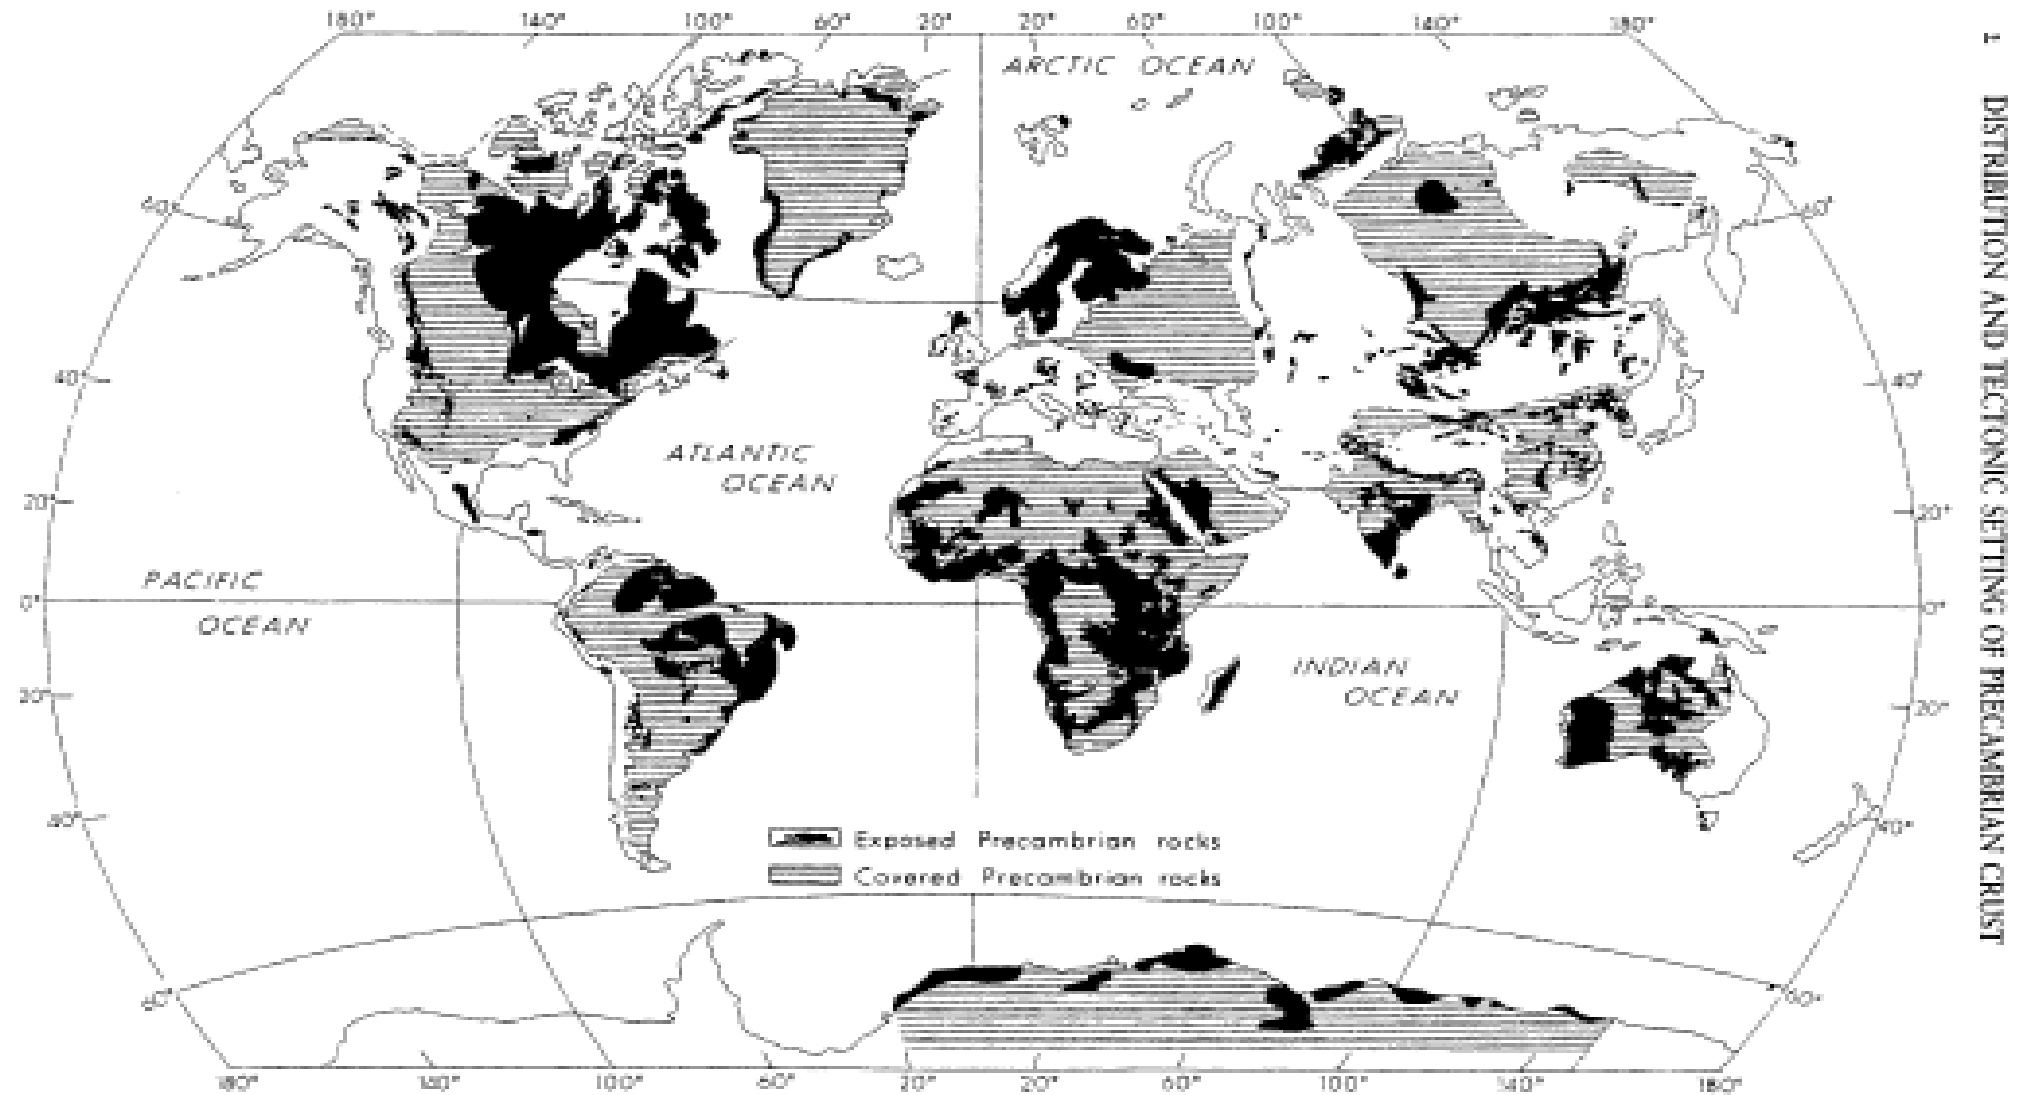 180° 140° 100° 60° 20° 20° 60° 100° 140° 180°
ARCTIC OCEAN
60° 60°
40° 40°
ATLANTIC
OCEAN
20° 20°
PACIFIC
OCEAN
0° 0°
INDIAN
OCEAN
20° 20°
40° 40°
Exposed Precambrian rocks
Covered Precambrian rocks
60° 60°
180° 140° 100° 60° 20° 20° 60° 100° 140° 180°
DISTRIBUTION AND TECTONIC SETTING OF PRECAMBRIAN CRUST